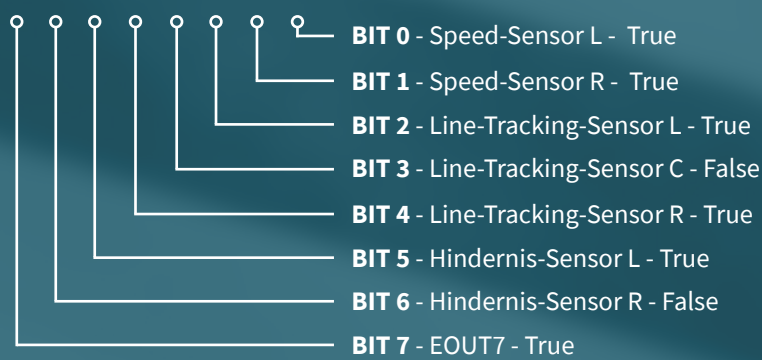 BIT 0 - Speed-Sensor L - True
BIT 1 - Speed-Sensor R - True
BIT 2 - Line-Tracking-Sensor L - True
BIT 3 - Line-Tracking-Sensor C - False
BIT 4 - Line-Tracking-Sensor R - True
BIT 5 - Hindernis-Sensor L - True
BIT 6 - Hindernis-Sensor R - False
BIT 7 - EOUT7 - True